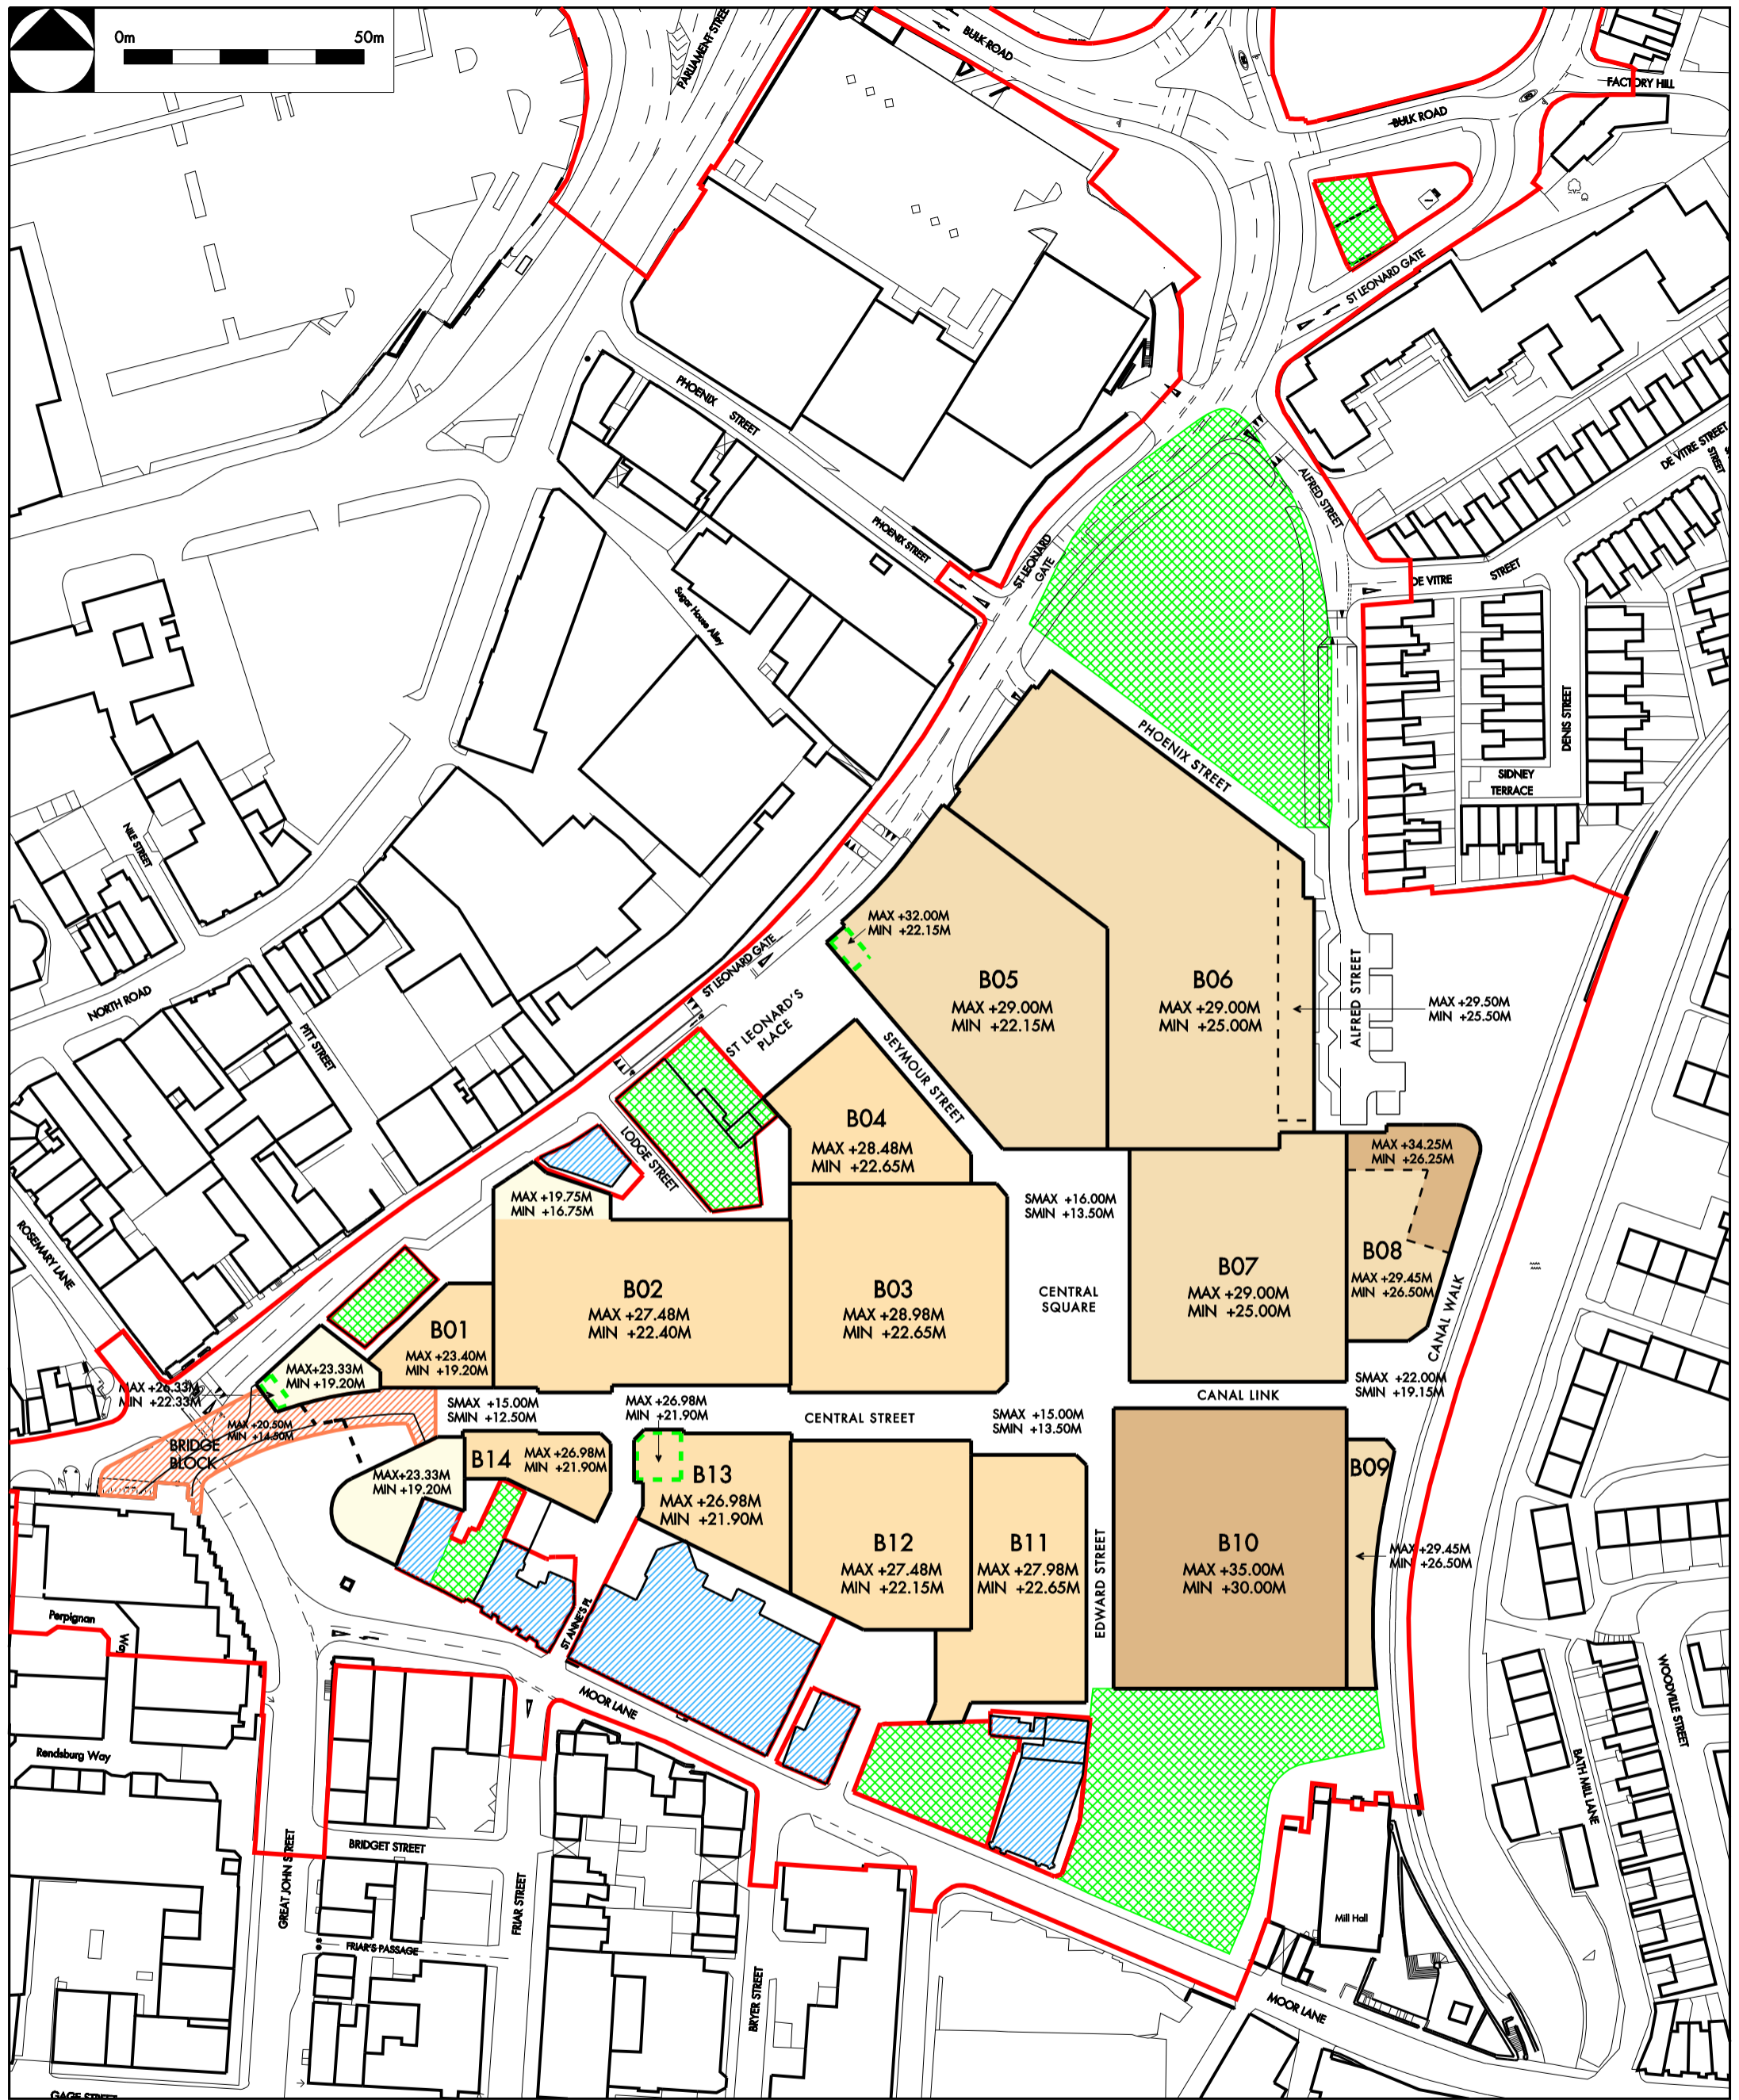 0m
50m
PARLIAMENT STREET
BULK ROAD
FACTORY HILL
BULK ROAD
ST LEONARD GATE
PHOENIX
STREET
ALFRED STREET
DE VITRE STREET
STREET
PHOENIX STREET
ST LEONARD
GATE
DE VITRE
STREET
Sugar House Alley
DENIS STREET
PHOENIX STREET
SIDNEY
TERRACE
NILE STREET
MAX +32.00M
MIN +22.15M
ST LEONARD GATE
NORTH ROAD
PITT STREET
B05
MAX +29.00M
MIN +22.15M
B06
MAX +29.00M
MIN +25.00M
ALFRED STREET
MAX +29.50M
MIN +25.50M
ST LEONARD'S
PLACE
SEYMOUR STREET
B04
MAX +28.48M
MIN +22.65M
LODGE STREET
MAX +34.25M
MIN +26.25M
MAX +19.75M
MIN +16.75M
SMAX +16.00M
SMIN +13.50M
ROSEMARY LANE
B02
MAX +27.48M
MIN +22.40M
B03
MAX +28.98M
MIN +22.65M
CENTRAL
SQUARE
B07
MAX +29.00M
MIN +25.00M
B08
MAX +29.45M
MIN +26.50M
CANAL WALK
B01
MAX +23.40M
MIN +19.20M
MAX+23.33M
MIN +19.20M
MAX +26.33M
MIN +22.33M
SMAX +15.00M
SMIN +12.50M
MAX +26.98M
MIN +21.90M
CENTRAL STREET
SMAX +15.00M
SMIN +13.50M
CANAL LINK
SMAX +22.00M
SMIN +19.15M
MAX +20.50M
MIN +14.50M
BRIDGE
BLOCK
MAX+23.33M
MIN +19.20M
B14
MAX +26.98M
MIN +21.90M
B13
MAX +26.98M
MIN +21.90M
B09
B12
MAX +27.48M
MIN +22.15M
B11
MAX +27.98M
MIN +22.65M
EDWARD STREET
B10
MAX +35.00M
MIN +30.00M
MAX +29.45M
MIN +26.50M
Perpignan
Way
ST ANNE'S PL
MOOR LANE
WOODVILLE STREET
Rendsburg Way
BATH MILL LANE
BRIDGET STREET
GREAT JOHN STREET
FRIAR STREET
FRIAR'S PASSAGE
BRYER STREET
Mill Hall
MOOR LANE
GAGE STREET